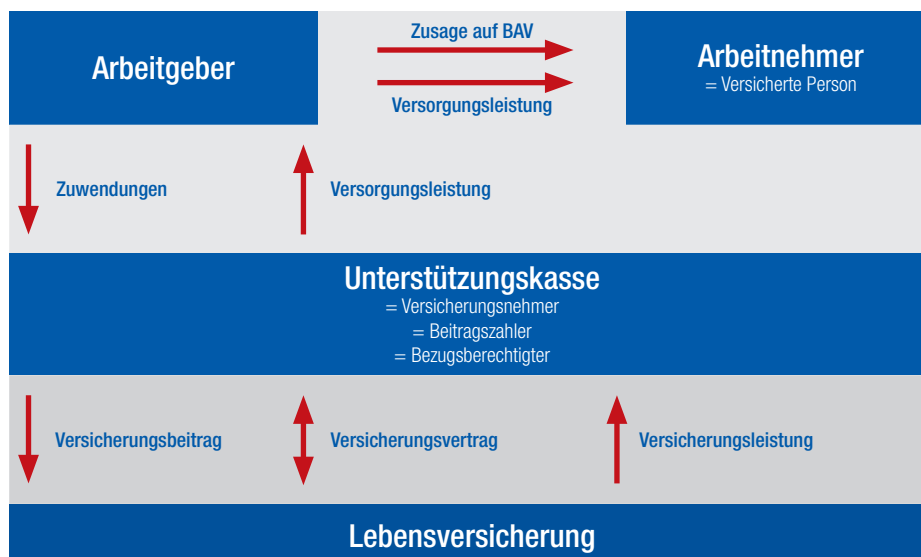 Arbeitgeber
Zusage auf BAV
Versorgungsleistung
Arbeitnehmer
= Versicherte Person
Zuwendungen
Versorgungsleistung
Unterstützungskasse
= Versicherungsnehmer
= Beitragszahler
= Bezugsberechtigter
Versicherungsbeitrag
Versicherungsvertrag
Versicherungsleistung
Lebensversicherung